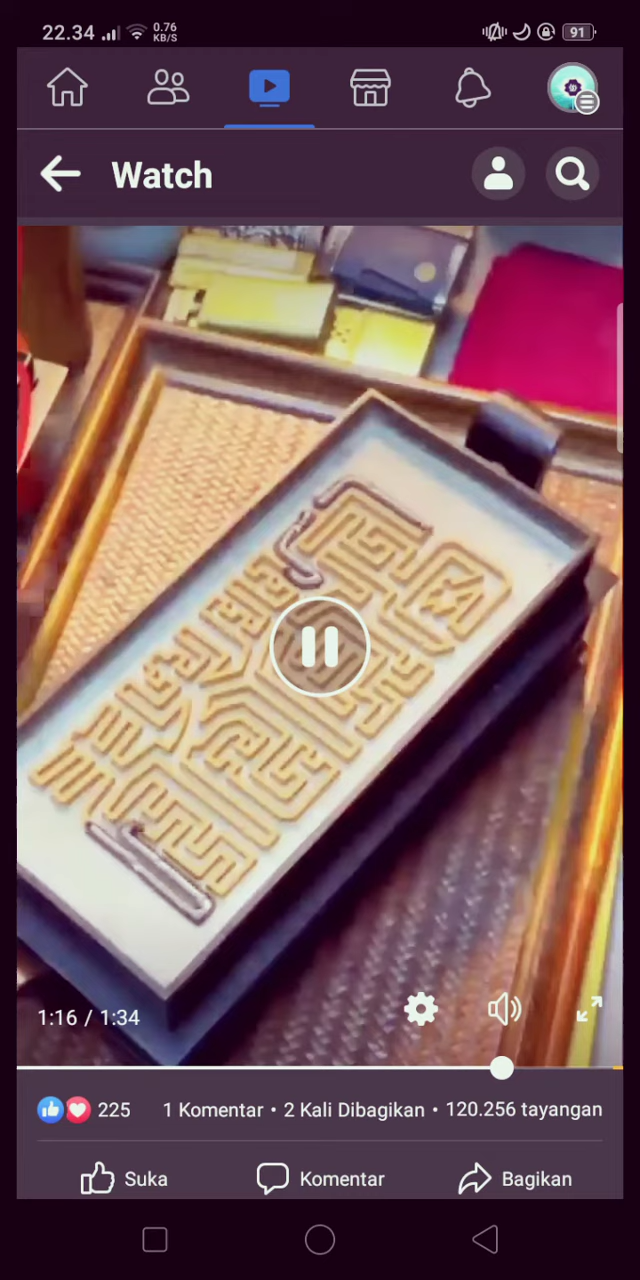 22.34
0.76
KB/S
91
Watch
1:16 / 1:34
225 1 Komentar • 2 Kali Dibagikan • 120.256 tayangan
Suka Komentar Bagikan